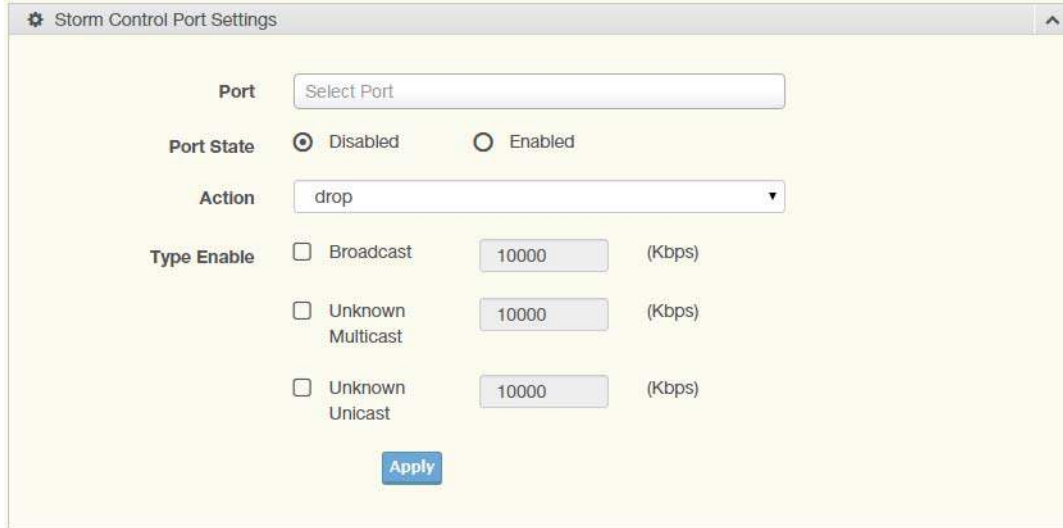 Storm Control Port Settings
Port Select Port
Port State Disabled Enabled
Action drop
Type Enable Broadcast 10000 (Kbps)
Unknown Multicast 10000 (Kbps)
Unknown Unicast 10000 (Kbps)
Apply